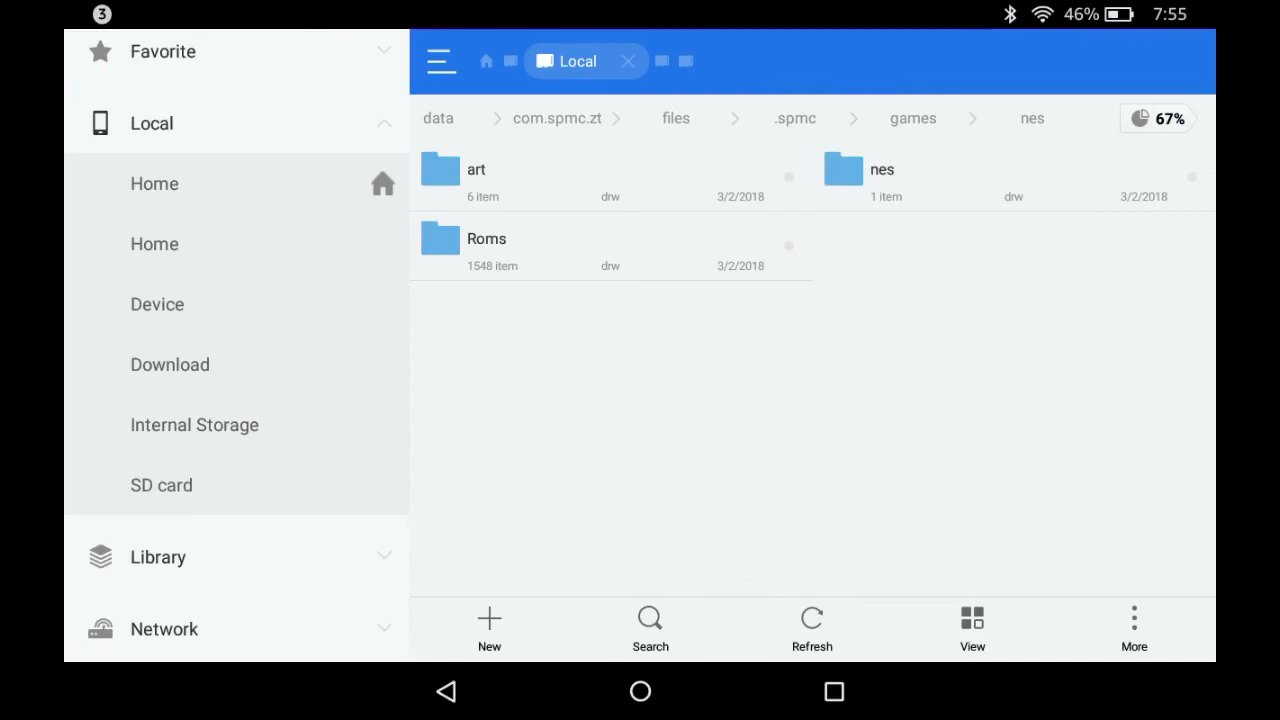 3
46% 7:55
Favorite
Local
Home
Home
Device
Download
Internal Storage
SD card
Library
Network
Local
data com.spmc.zt files .spmc games nes 67%
art
6 item drw 3/2/2018
nes
1 item drw 3/2/2018
Roms
1548 item drw 3/2/2018
New Search Refresh View More